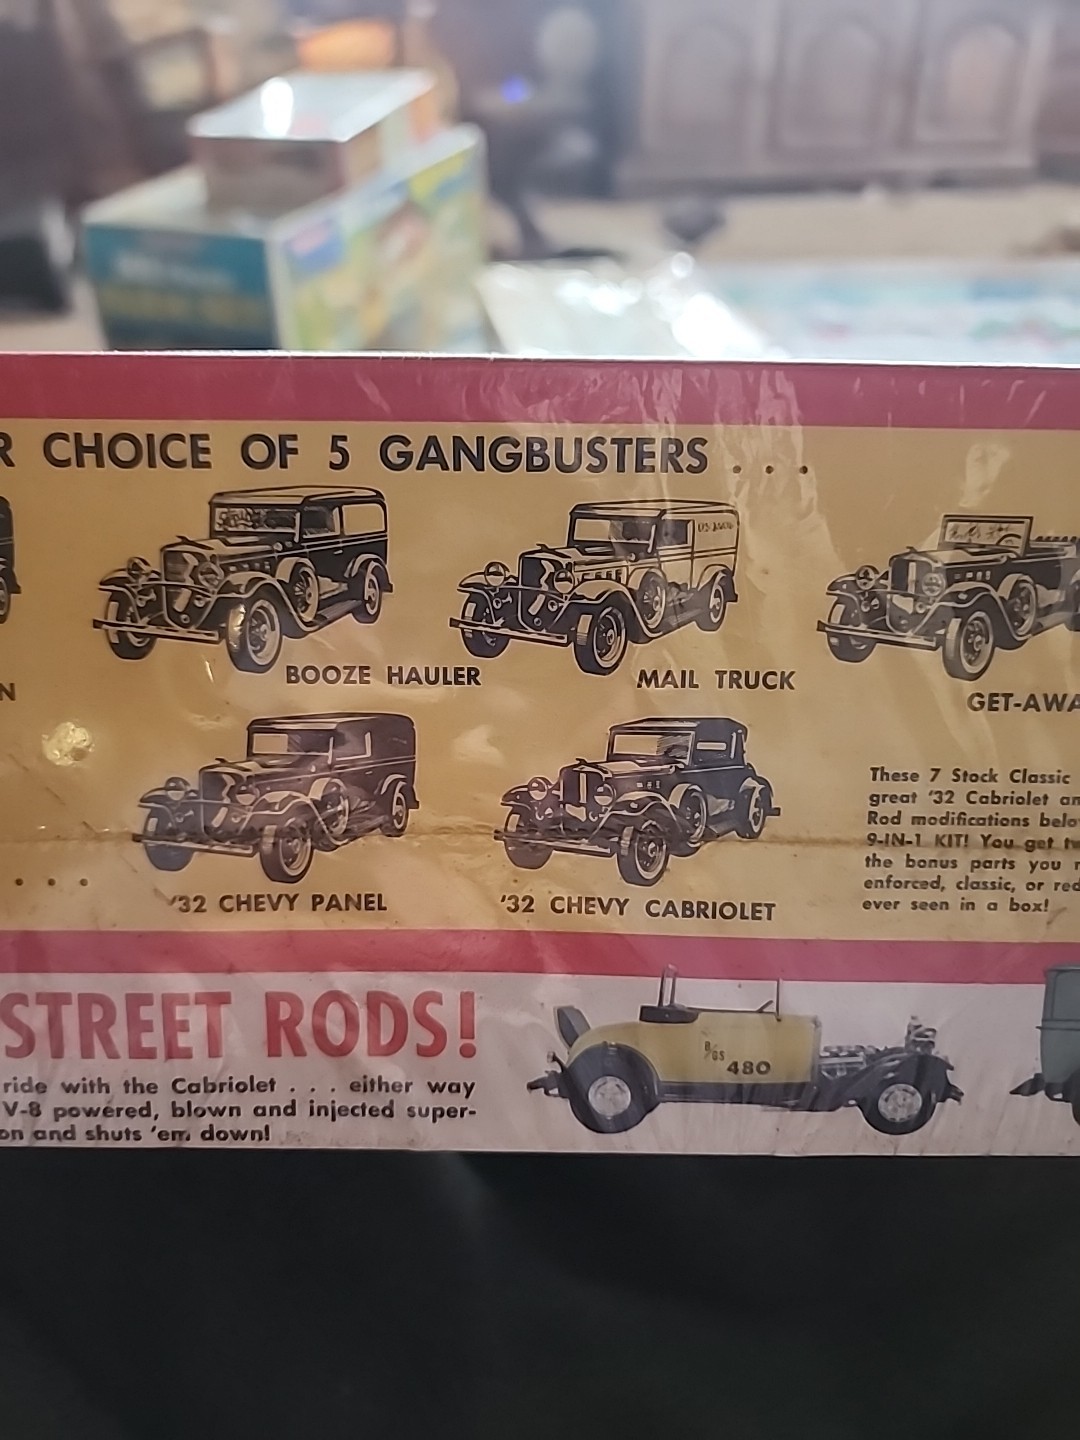 R CHOICE OF 5 GANGBUSTERS . . .
BOOZE HAULER
MAIL TRUCK
N
GET-AWA
'32 CHEVY PANEL
'32 CHEVY CABRIOLET
. . .
These 7 Stock Classic
great '32 Cabriolet an
Rod modifications belo
9-IN-1 KIT! You get tw
the bonus parts you r
enforced, classic, or red
ever seen in a box!
STREET RODS!
ride with the Cabriolet . . . either way
V-8 powered, blown and injected super-
on and shuts 'em down!
B/GS
480